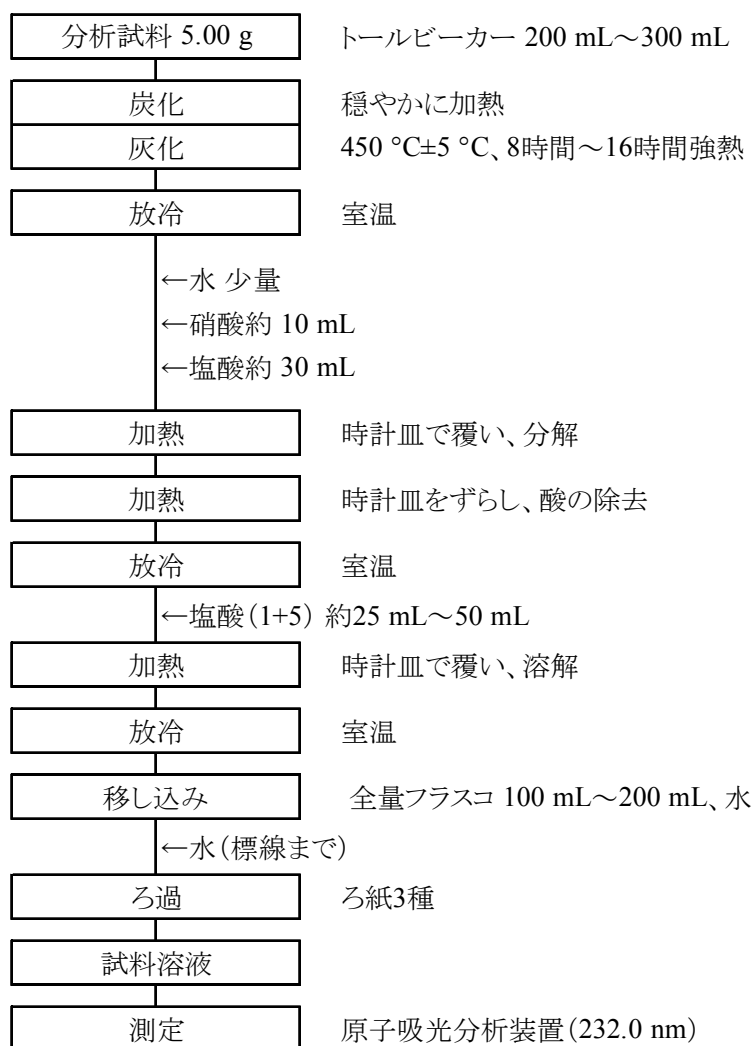 分析試料 5.00 g トールビーカー 200 mL～300 mL
炭化 穏やかに加熱
灰化 450 °C±5 °C、8時間～16時間強熱
放冷 室温
←水 少量
←硝酸約 10 mL
←塩酸約 30 mL
加熱 時計皿で覆い、分解
加熱 時計皿をずらし、酸の除去
放冷 室温
←塩酸（1+5） 約25 mL～50 mL
加熱 時計皿で覆い、溶解
放冷 室温
移し込み 全量フラスコ 100 mL～200 mL、水
←水（標線まで）
ろ過 ろ紙3種
試料溶液
測定 原子吸光分析装置（232.0 nm）